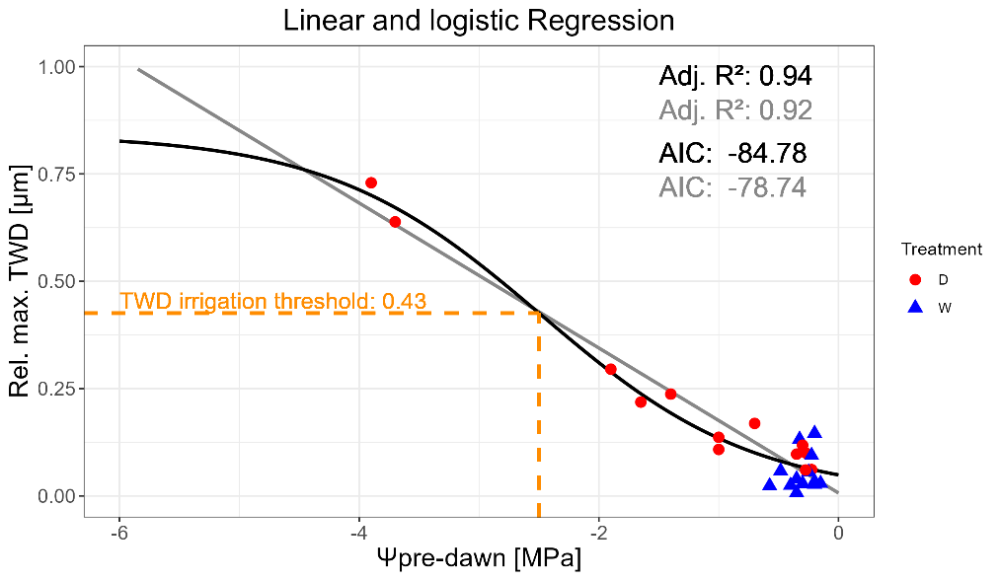 Linear and logistic Regression
Adj. R²: 0.94
Adj. R²: 0.92
AIC: -84.78
AIC: -78.74
TWD irrigation threshold: 0.43
Rel. max. TWD [µm]
1.00
0.75
0.50
0.25
0.00
-6
-4
-2
0
Ψpre-dawn [MPa]
Treatment
D
W